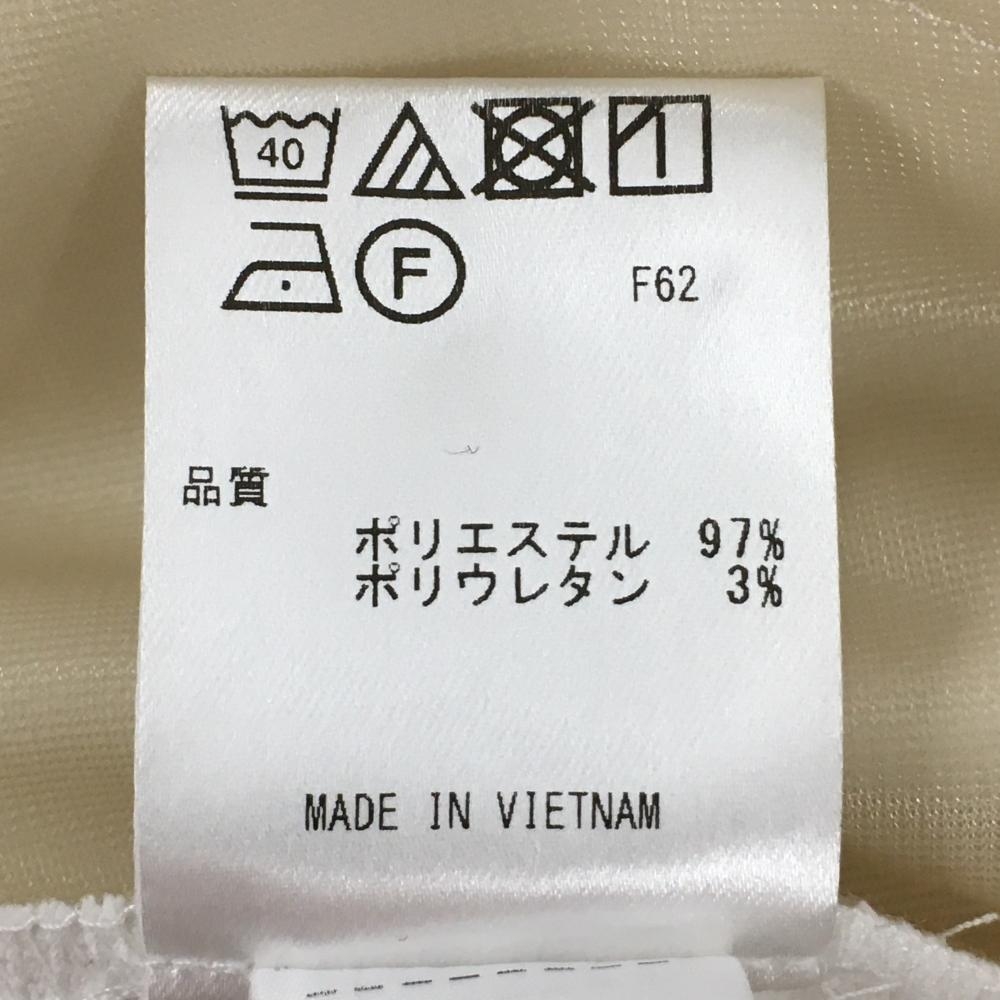 40
F F62
品質
ポリエステル 97%
ポリウレタン 3%
MADE IN VIETNAM